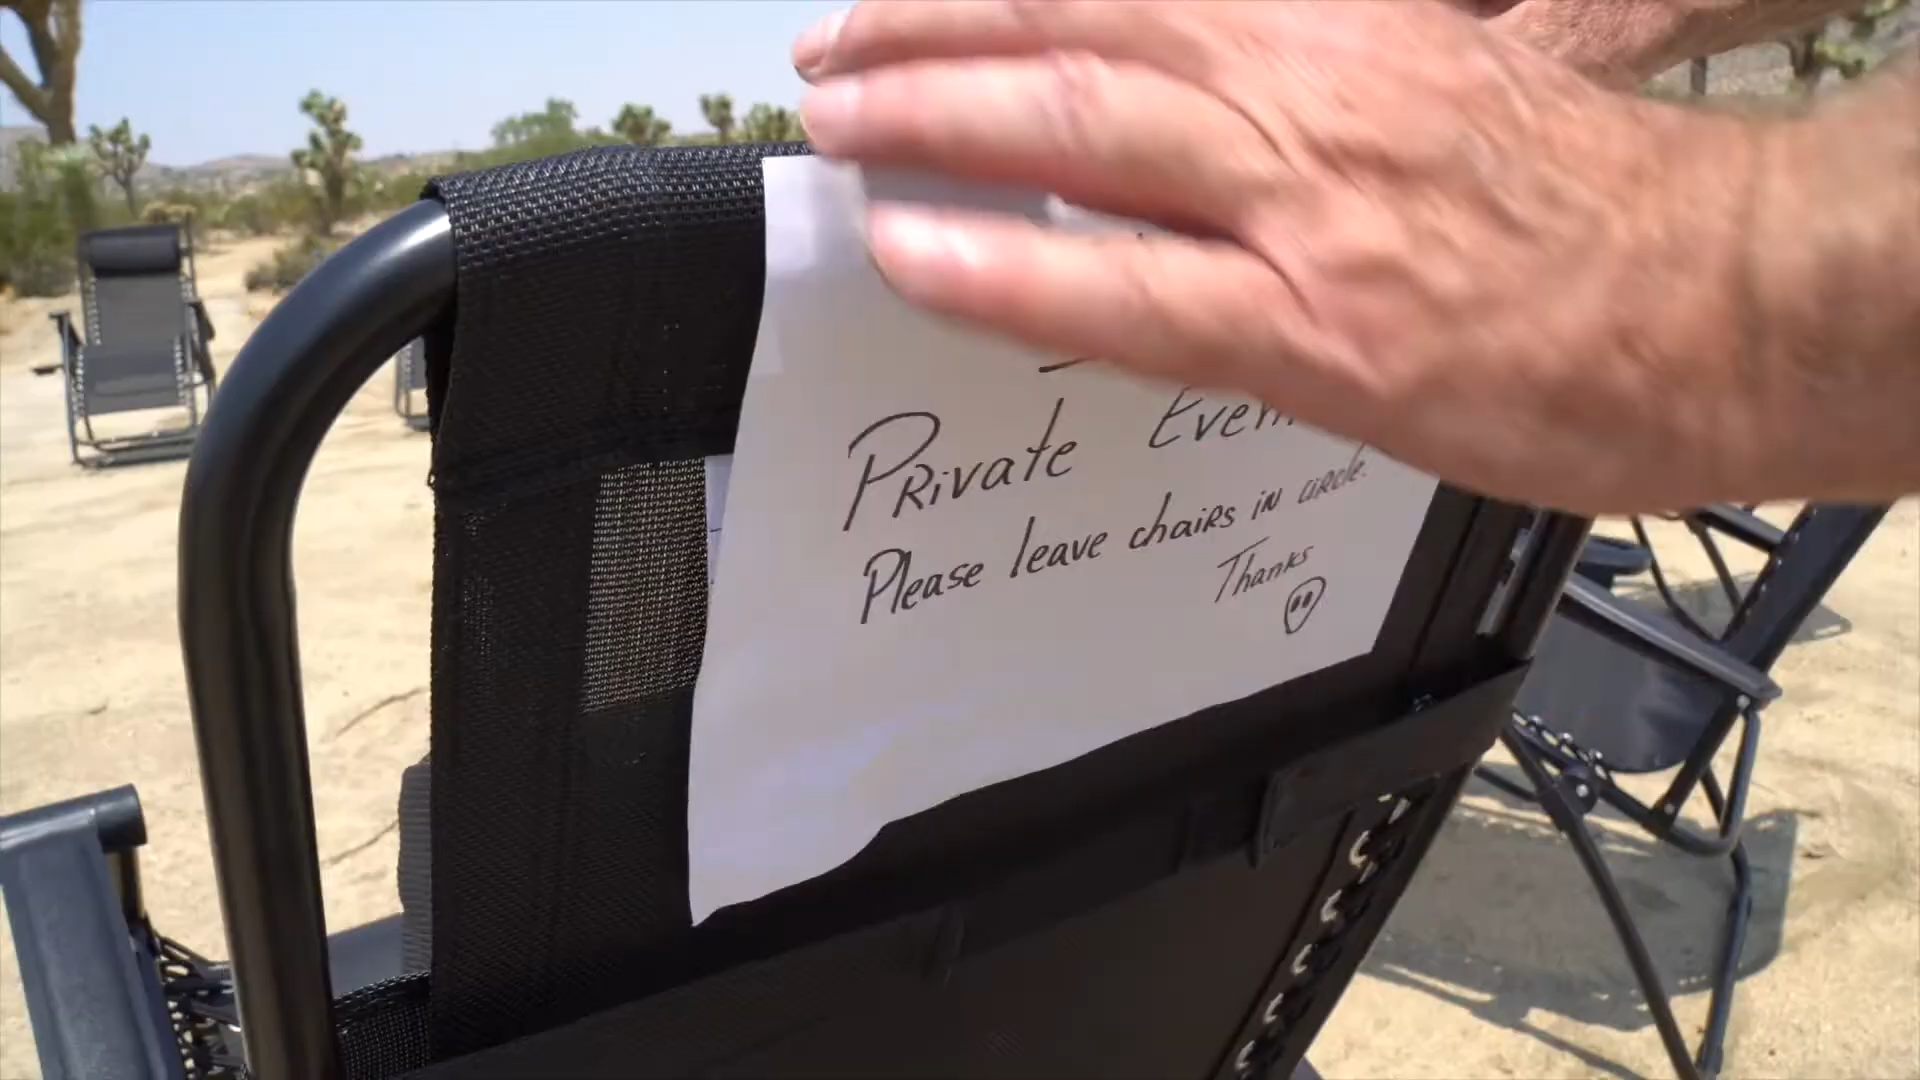 Private
Please leave chairs in circle.
Thanks